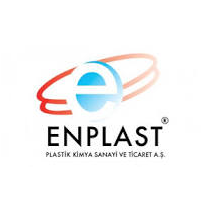 e
ENPLAST®
PLASTİK KİMYA SANAYİ VE TİCARET A.Ş.